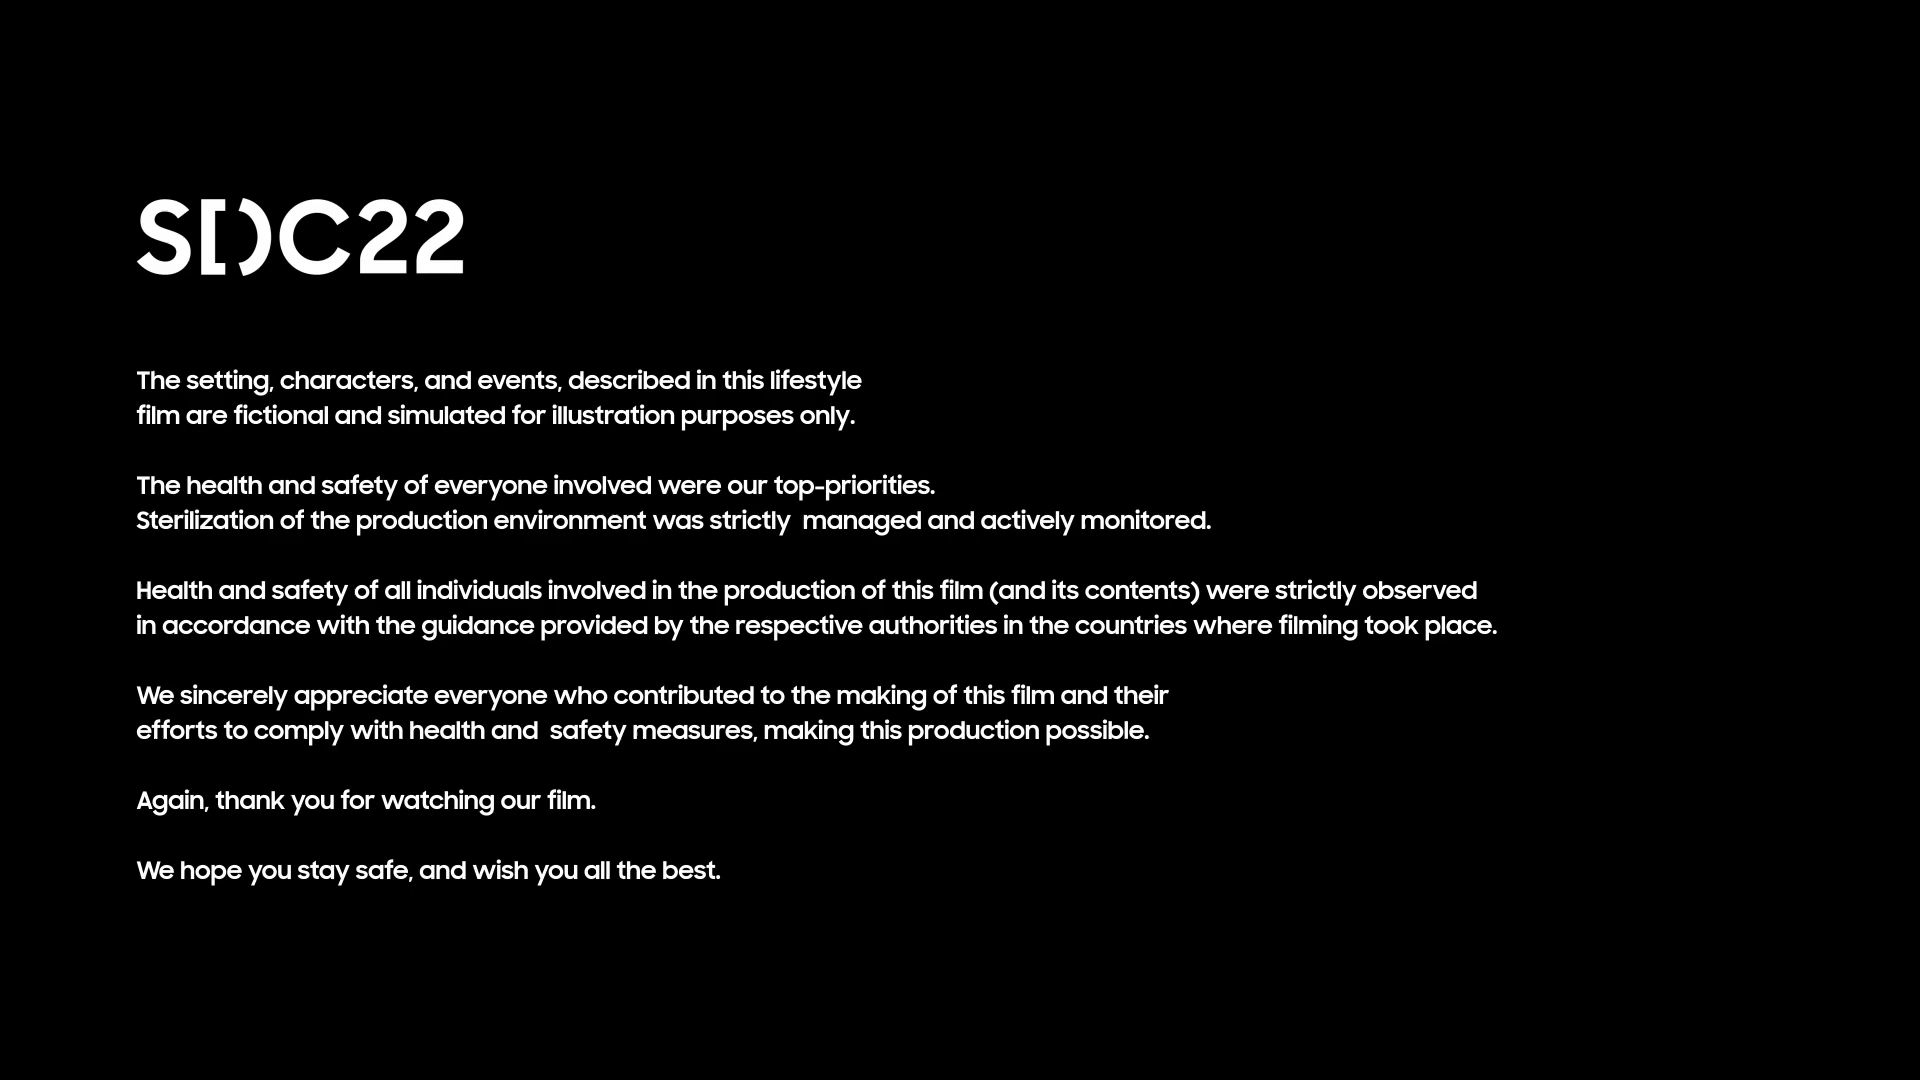 SDC22
The setting, characters, and events, described in this lifestyle
film are fictional and simulated for illustration purposes only.
The health and safety of everyone involved were our top-priorities.
Sterilization of the production environment was strictly  managed and actively monitored.
Health and safety of all individuals involved in the production of this film (and its contents) were strictly observed
in accordance with the guidance provided by the respective authorities in the countries where filming took place.
We sincerely appreciate everyone who contributed to the making of this film and their
efforts to comply with health and  safety measures, making this production possible.
Again, thank you for watching our film.
We hope you stay safe, and wish you all the best.